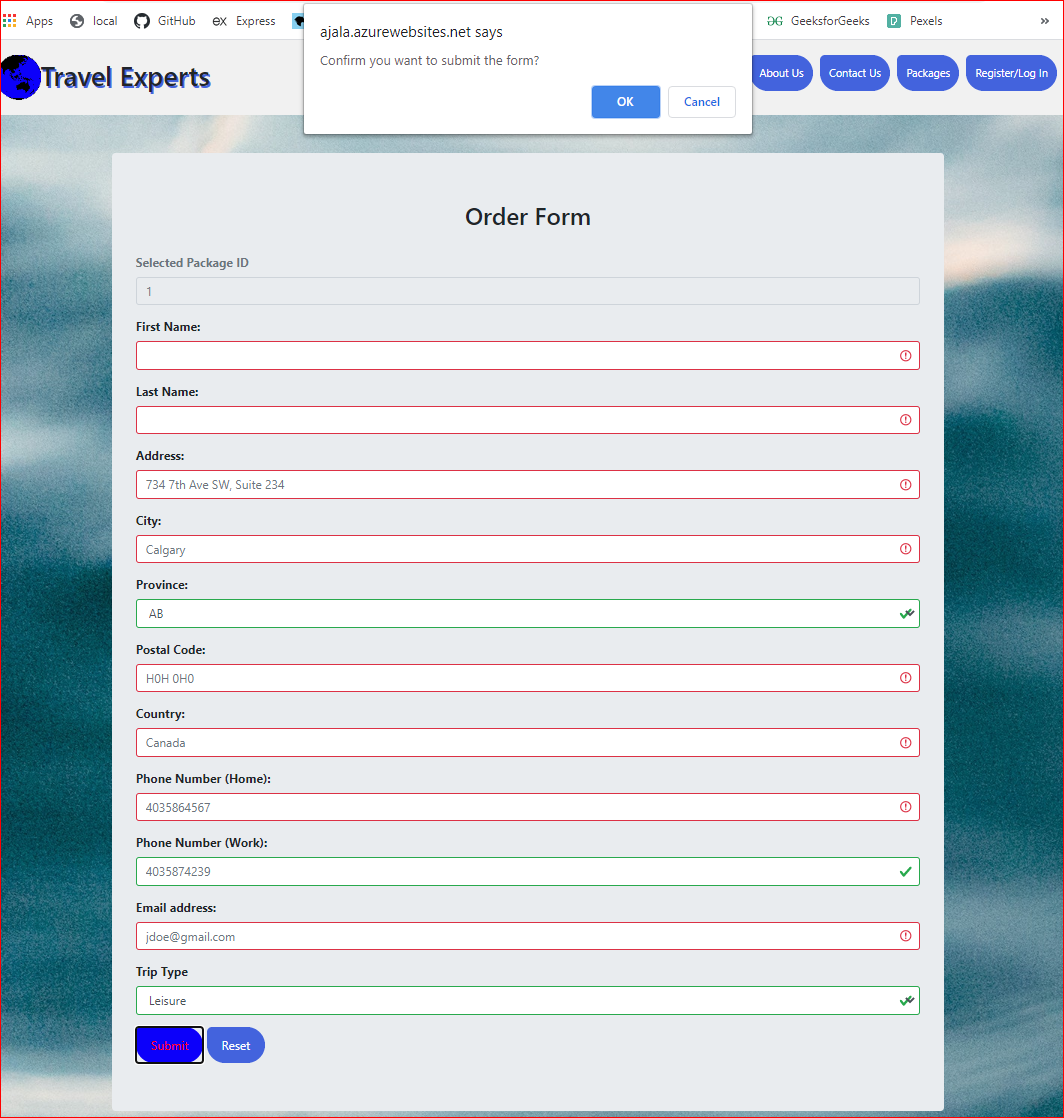 Apps local GitHub ex Express GeeksforGeeks Pexels »
ajala.azurewebsites.net says
Confirm you want to submit the form?
OK Cancel
Travel Experts
About Us Contact Us Packages Register/Log In
Order Form
Selected Package ID
1
First Name:
Last Name:
Address:
734 7th Ave SW, Suite 234
City:
Calgary
Province:
AB
Postal Code:
H0H 0H0
Country:
Canada
Phone Number (Home):
4035864567
Phone Number (Work):
4035874239
Email address:
jdoe@gmail.com
Trip Type
Leisure
Submit Reset